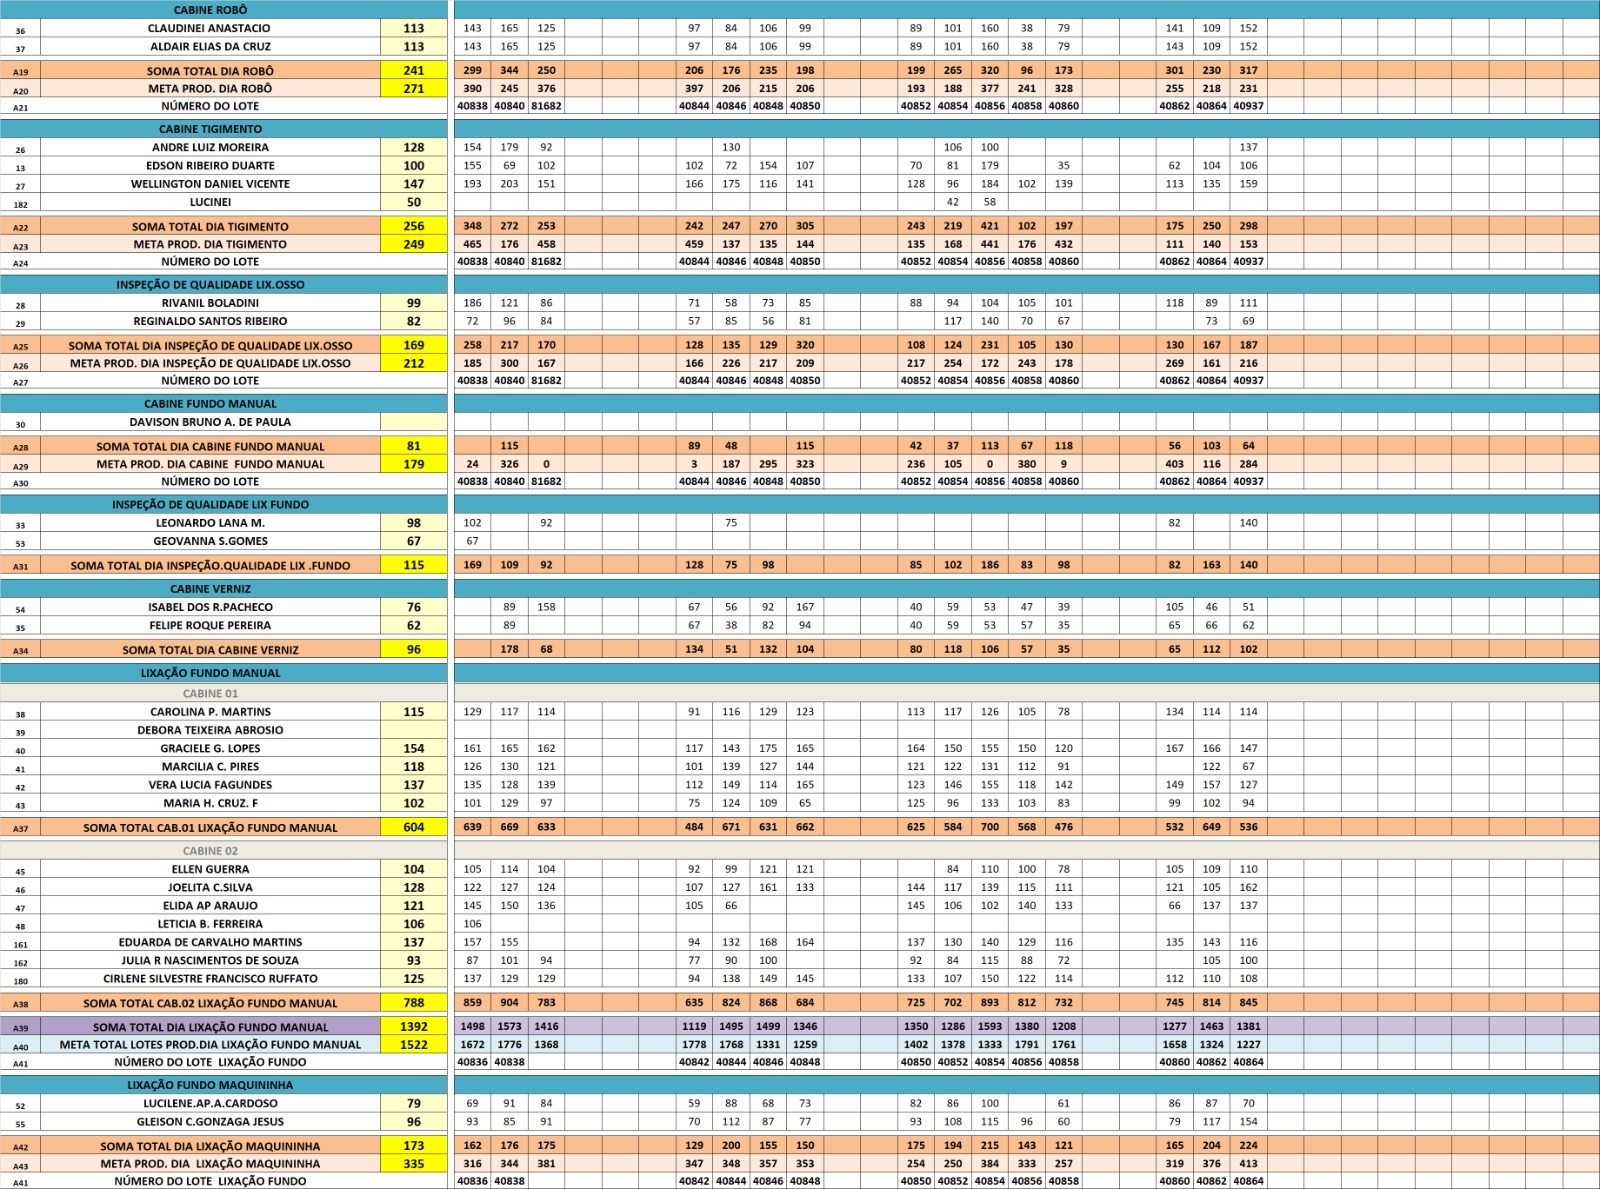 CABINE ROBÔ
36 CLAUDINEI ANASTACIO 113 143 165 125 97 84 106 99 89 101 160 38 79 141 109 152
37 ALDAIR ELIAS DA CRUZ 113 143 165 125 97 84 106 99 89 101 160 38 79 143 109 152
A19 SOMA TOTAL DIA ROBÔ 241 299 344 250 206 176 235 198 199 265 320 96 173 301 230 317
A20 META PROD. DIA ROBÔ 271 390 245 376 397 206 215 206 193 188 377 241 328 255 218 231
A21 NÚMERO DO LOTE 40838 40840 81682 40844 40846 40848 40850 40852 40854 40856 40858 40860 40862 40864 40937
CABINE TIGIMENTO
26 ANDRE LUIZ MOREIRA 128 154 179 92 130 106 100 137
13 EDSON RIBEIRO DUARTE 100 155 69 102 102 72 154 107 70 81 179 35 62 104 106
27 WELLINGTON DANIEL VICENTE 147 193 203 151 166 175 116 141 128 96 184 102 139 113 135 159
182 LUCINEI 50 42 58
A22 SOMA TOTAL DIA TIGIMENTO 256 348 272 253 242 247 270 305 243 219 421 102 197 175 250 298
A23 META PROD. DIA TIGIMENTO 249 465 176 458 459 137 135 144 135 168 441 176 432 111 140 153
A24 NÚMERO DO LOTE 40838 40840 81682 40844 40846 40848 40850 40852 40854 40856 40858 40860 40862 40864 40937
INSPEÇÃO DE QUALIDADE LIX.OSSO
28 RIVANIL BOLADINI 99 186 121 86 71 58 73 85 88 94 104 105 101 118 89 111
29 REGINALDO SANTOS RIBEIRO 82 72 96 84 57 85 56 81 117 140 70 67 73 69
A25 SOMA TOTAL DIA INSPEÇÃO DE QUALIDADE LIX.OSSO 169 258 217 170 128 135 129 320 108 124 231 105 130 130 167 187
A26 META PROD. DIA INSPEÇÃO DE QUALIDADE LIX.OSSO 212 185 300 167 166 226 217 209 217 254 172 243 178 269 161 216
A27 NÚMERO DO LOTE 40838 40840 81682 40844 40846 40848 40850 40852 40854 40856 40858 40860 40862 40864 40937
CABINE FUNDO MANUAL
30 DAVISON BRUNO A. DE PAULA
A28 SOMA TOTAL DIA CABINE FUNDO MANUAL 81 115 89 48 115 42 37 113 67 118 56 103 64
A29 META PROD. DIA CABINE FUNDO MANUAL 179 24 326 0 3 187 295 323 236 105 0 380 9 403 116 284
A30 NÚMERO DO LOTE 40838 40840 81682 40844 40846 40848 40850 40852 40854 40856 40858 40860 40862 40864 40937
INSPEÇÃO DE QUALIDADE LIX FUNDO
33 LEONARDO LANA M. 98 102 92 75 82 140
53 GEOVANNA S.GOMES 67 67
A31 SOMA TOTAL DIA INSPEÇÃO.QUALIDADE LIX .FUNDO 115 169 109 92 128 75 98 85 102 186 83 98 82 163 140
CABINE VERNIZ
54 ISABEL DOS R.PACHECO 76 89 158 67 56 92 167 40 59 53 47 39 105 46 51
35 FELIPE ROQUE PEREIRA 62 89 67 38 82 94 40 59 53 57 35 65 66 62
A34 SOMA TOTAL DIA CABINE VERNIZ 96 178 68 134 51 132 104 80 118 106 57 35 65 112 102
LIXAÇÃO FUNDO MANUAL
CABINE 01
38 CAROLINA P. MARTINS 115 129 117 114 91 116 129 123 113 117 126 105 78 134 114 114
39 DEBORA TEIXEIRA ABROSIO
40 GRACIELE G. LOPES 154 161 165 162 117 143 175 165 164 150 155 150 120 167 166 147
41 MARCILIA C. PIRES 118 126 130 121 101 139 127 144 121 122 131 112 91 122 67
42 VERA LUCIA FAGUNDES 137 135 128 139 112 149 114 165 123 146 155 118 142 149 157 127
43 MARIA H. CRUZ. F 102 101 129 97 75 124 109 65 125 96 133 103 83 99 102 94
A37 SOMA TOTAL CAB.01 LIXAÇÃO FUNDO MANUAL 604 639 669 633 484 671 631 662 625 584 700 568 476 532 649 536
CABINE 02
45 ELLEN GUERRA 104 105 114 104 92 99 121 121 84 110 100 78 105 109 110
46 JOELITA C.SILVA 128 122 127 124 107 127 161 133 144 117 139 115 111 121 105 162
47 ELIDA AP ARAUJO 121 145 150 136 105 66 145 106 102 140 133 66 137 137
48 LETICIA B. FERREIRA 106 106
161 EDUARDA DE CARVALHO MARTINS 137 157 155 94 132 168 164 137 130 140 129 116 135 143 116
162 JULIA R NASCIMENTOS DE SOUZA 93 87 101 94 77 90 100 92 84 115 88 72 105 100
180 CIRLENE SILVESTRE FRANCISCO RUFFATO 125 137 129 129 94 138 149 145 133 107 150 122 114 112 110 108
A38 SOMA TOTAL CAB.02 LIXAÇÃO FUNDO MANUAL 788 859 904 783 635 824 868 684 725 702 893 812 732 745 814 845
A39 SOMA TOTAL DIA LIXAÇÃO FUNDO MANUAL 1392 1498 1573 1416 1119 1495 1499 1346 1350 1286 1593 1380 1208 1277 1463 1381
A40 META TOTAL LOTES PROD.DIA LIXAÇÃO FUNDO MANUAL 1522 1672 1776 1368 1778 1768 1331 1259 1402 1378 1333 1791 1761 1658 1324 1227
A41 NÚMERO DO LOTE LIXAÇÃO FUNDO 40836 40838 40842 40844 40846 40848 40850 40852 40854 40856 40858 40860 40862 40864
LIXAÇÃO FUNDO MAQUININHA
52 LUCILENE.AP.A.CARDOSO 79 69 91 84 59 88 68 73 82 86 100 61 86 87 70
55 GLEISON C.GONZAGA JESUS 96 93 85 91 70 112 87 77 93 108 115 96 60 79 117 154
A42 SOMA TOTAL DIA LIXAÇÃO MAQUININHA 173 162 176 175 129 200 155 150 175 194 215 143 121 165 204 224
A43 META PROD. DIA LIXAÇÃO MAQUININHA 335 316 344 381 347 348 357 353 254 250 384 333 257 319 376 413
A41 NÚMERO DO LOTE LIXAÇÃO FUNDO 40836 40838 40842 40844 40846 40848 40850 40852 40854 40856 40858 40860 40862 40864